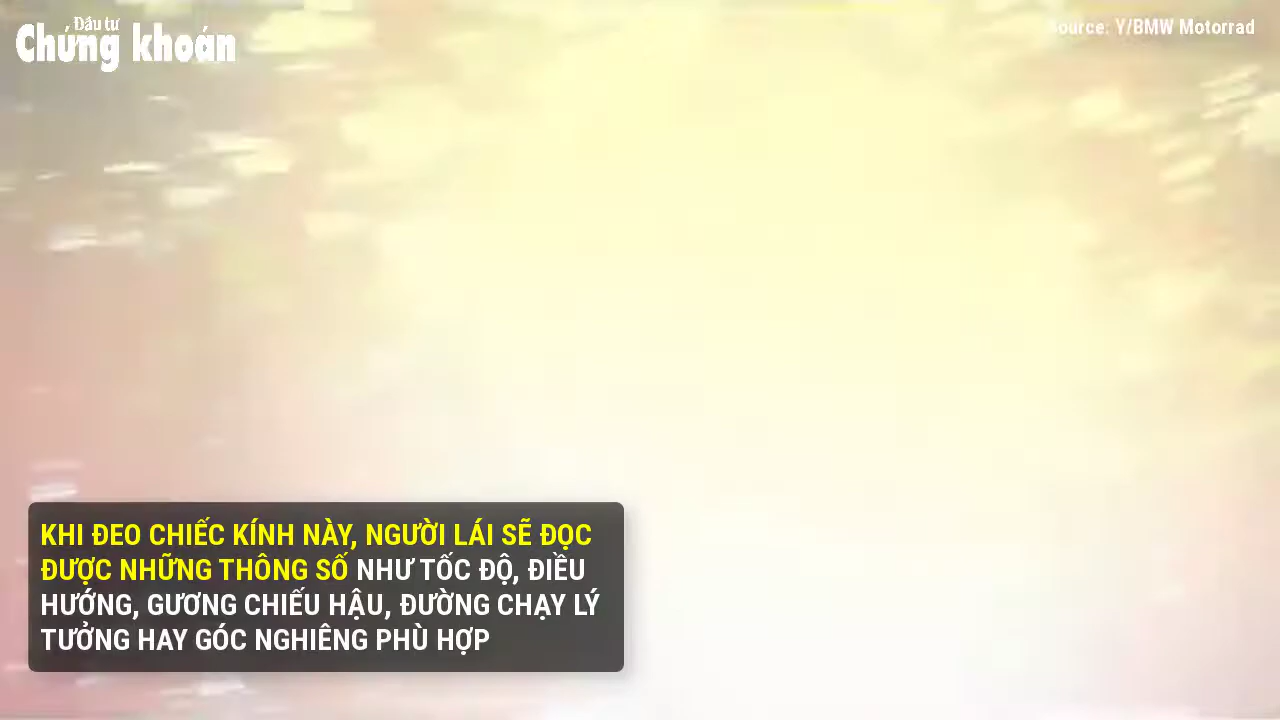 Đầu tư
Chứng khoán
Source: Y/BMW Motorrad
KHI ĐEO CHIẾC KÍNH NÀY, NGƯỜI LÁI SẼ ĐỌC
ĐƯỢC NHỮNG THÔNG SỐ NHƯ TỐC ĐỘ, ĐIỀU
HƯỚNG, GƯƠNG CHIẾU HẬU, ĐƯỜNG CHẠY LÝ
TƯỞNG HAY GÓC NGHIÊNG PHÙ HỢP